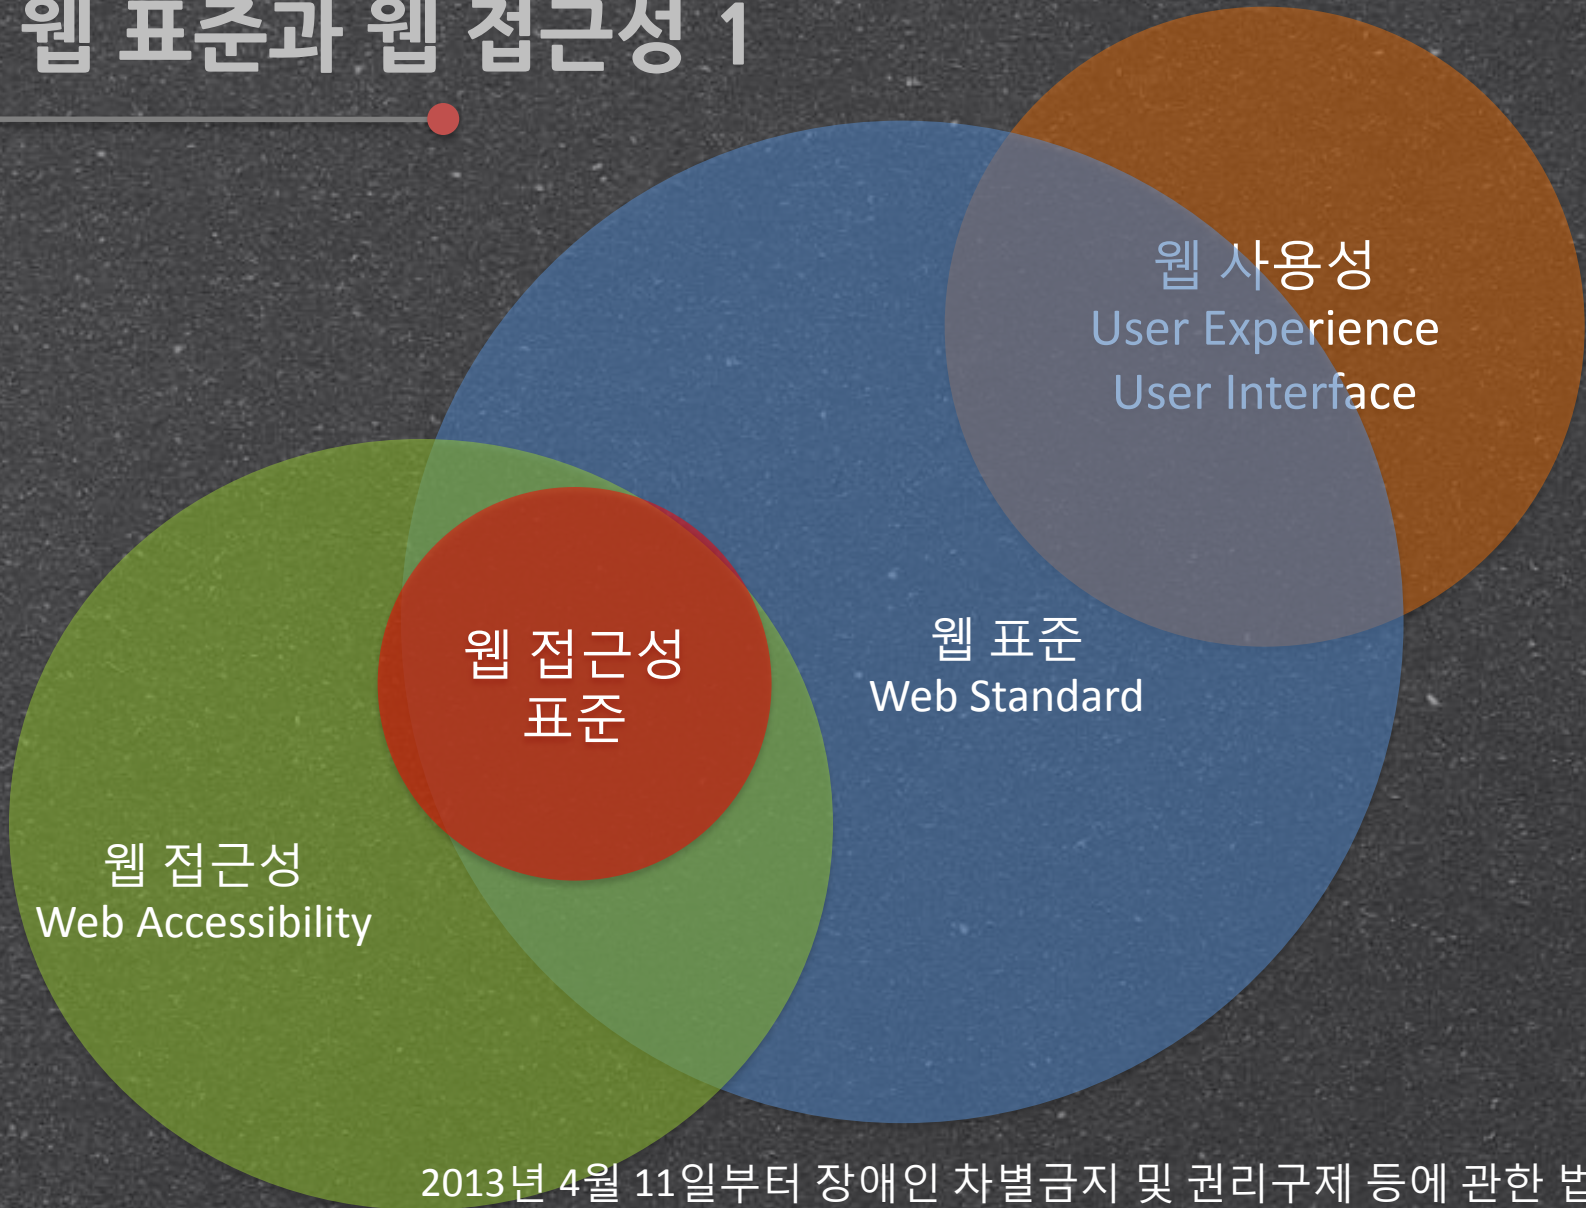 웹 표준과 웹 접근성 1
웹 사용성
User Experience
User Interface
웹 접근성
표준
웹 표준
Web Standard
웹 접근성
Web Accessibility
2013년 4월 11일부터 장애인 차별금지 및 권리구제 등에 관한 법